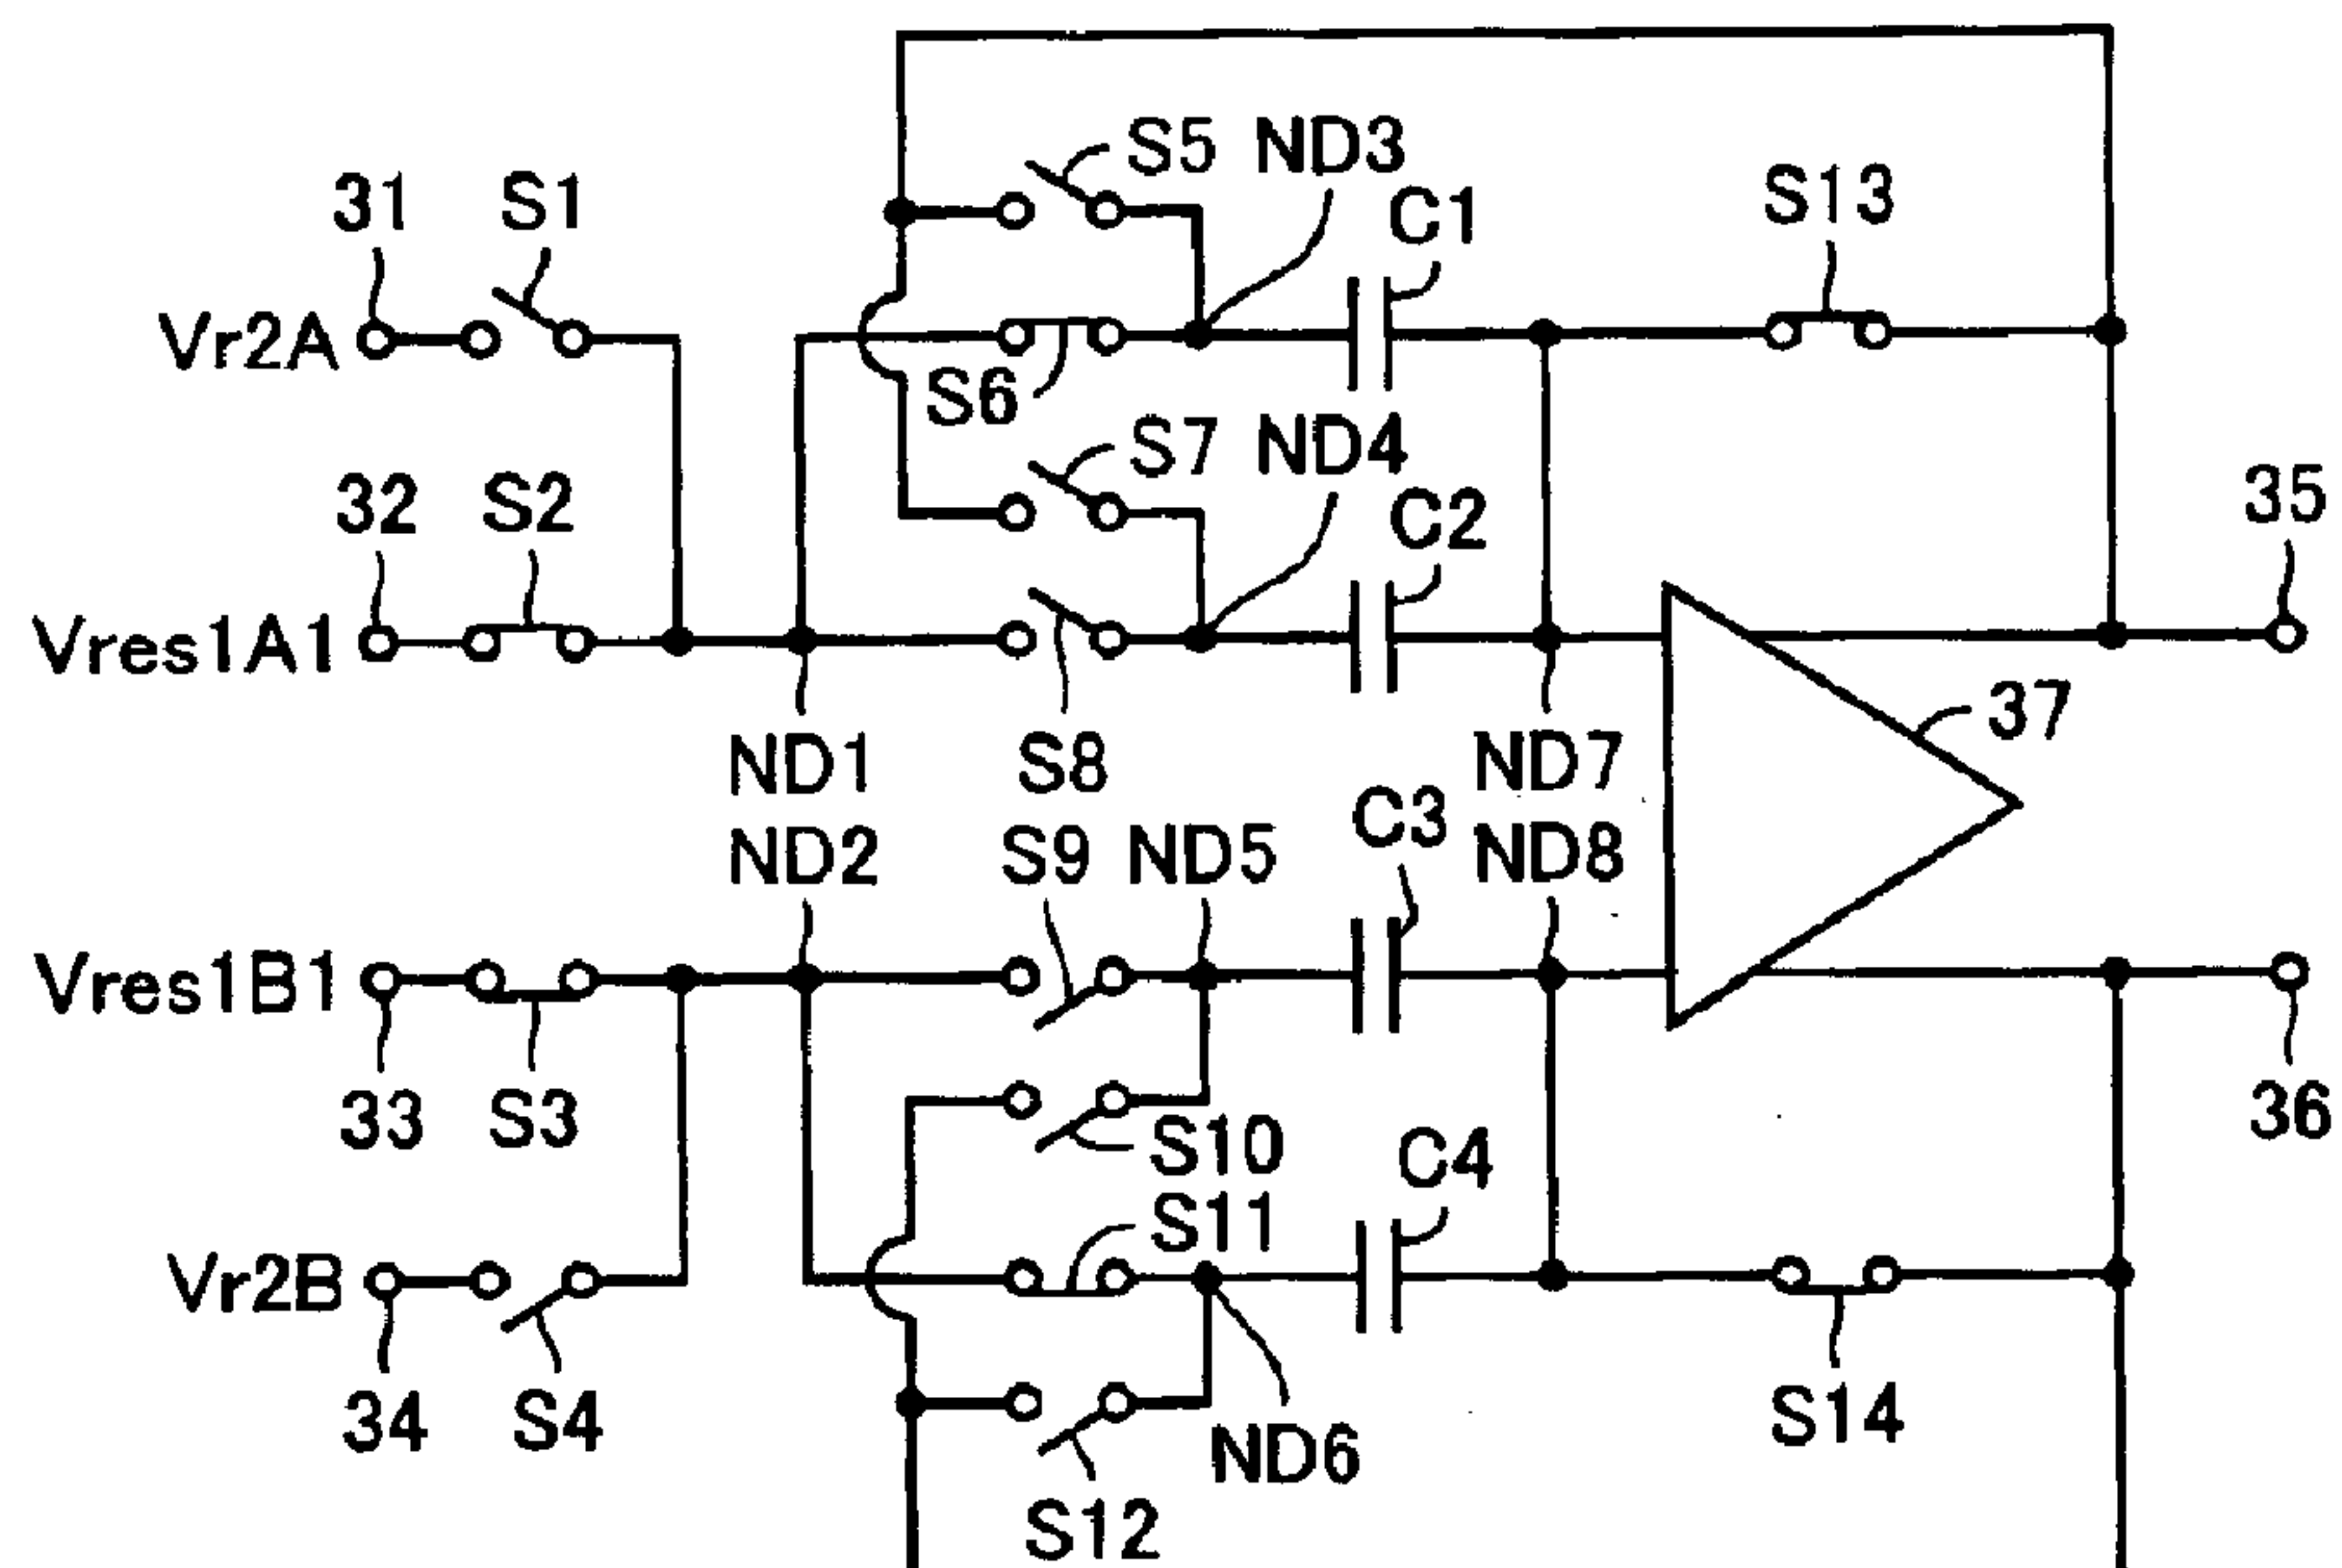 S5 ND3
31 S1 C1 S13
Vr2A
S6
S7 ND4
32 S2 C2 35
Vres1A1
37
ND1 S8 ND7
C3
ND2 S9 ND5 ND8
Vres1B1
33 S3 36
S10 C4
S11
Vr2B
34 S4 S14
ND6
S12